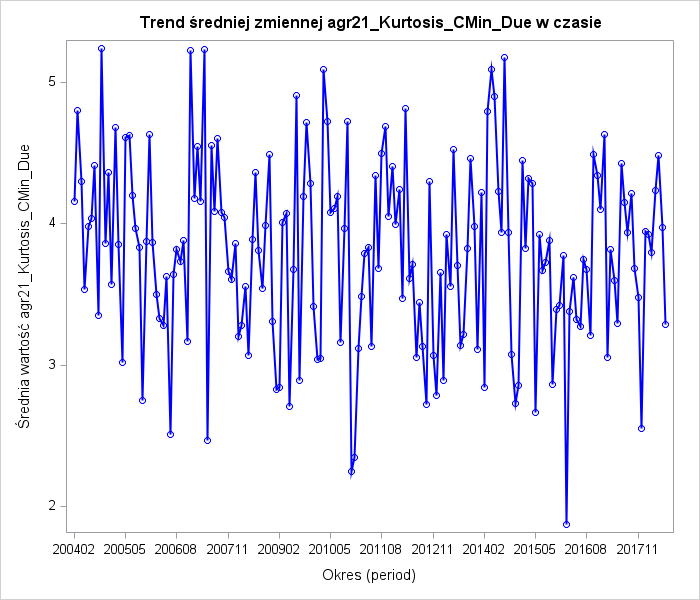 Trend średniej zmiennej agr21_Kurtosis_CMin_Due w czasie
Średnia wartość agr21_Kurtosis_CMin_Due
5
4
3
2
200402 200505 200608 200711 200902 201005 201108 201211 201402 201505 201608 201711
Okres (period)